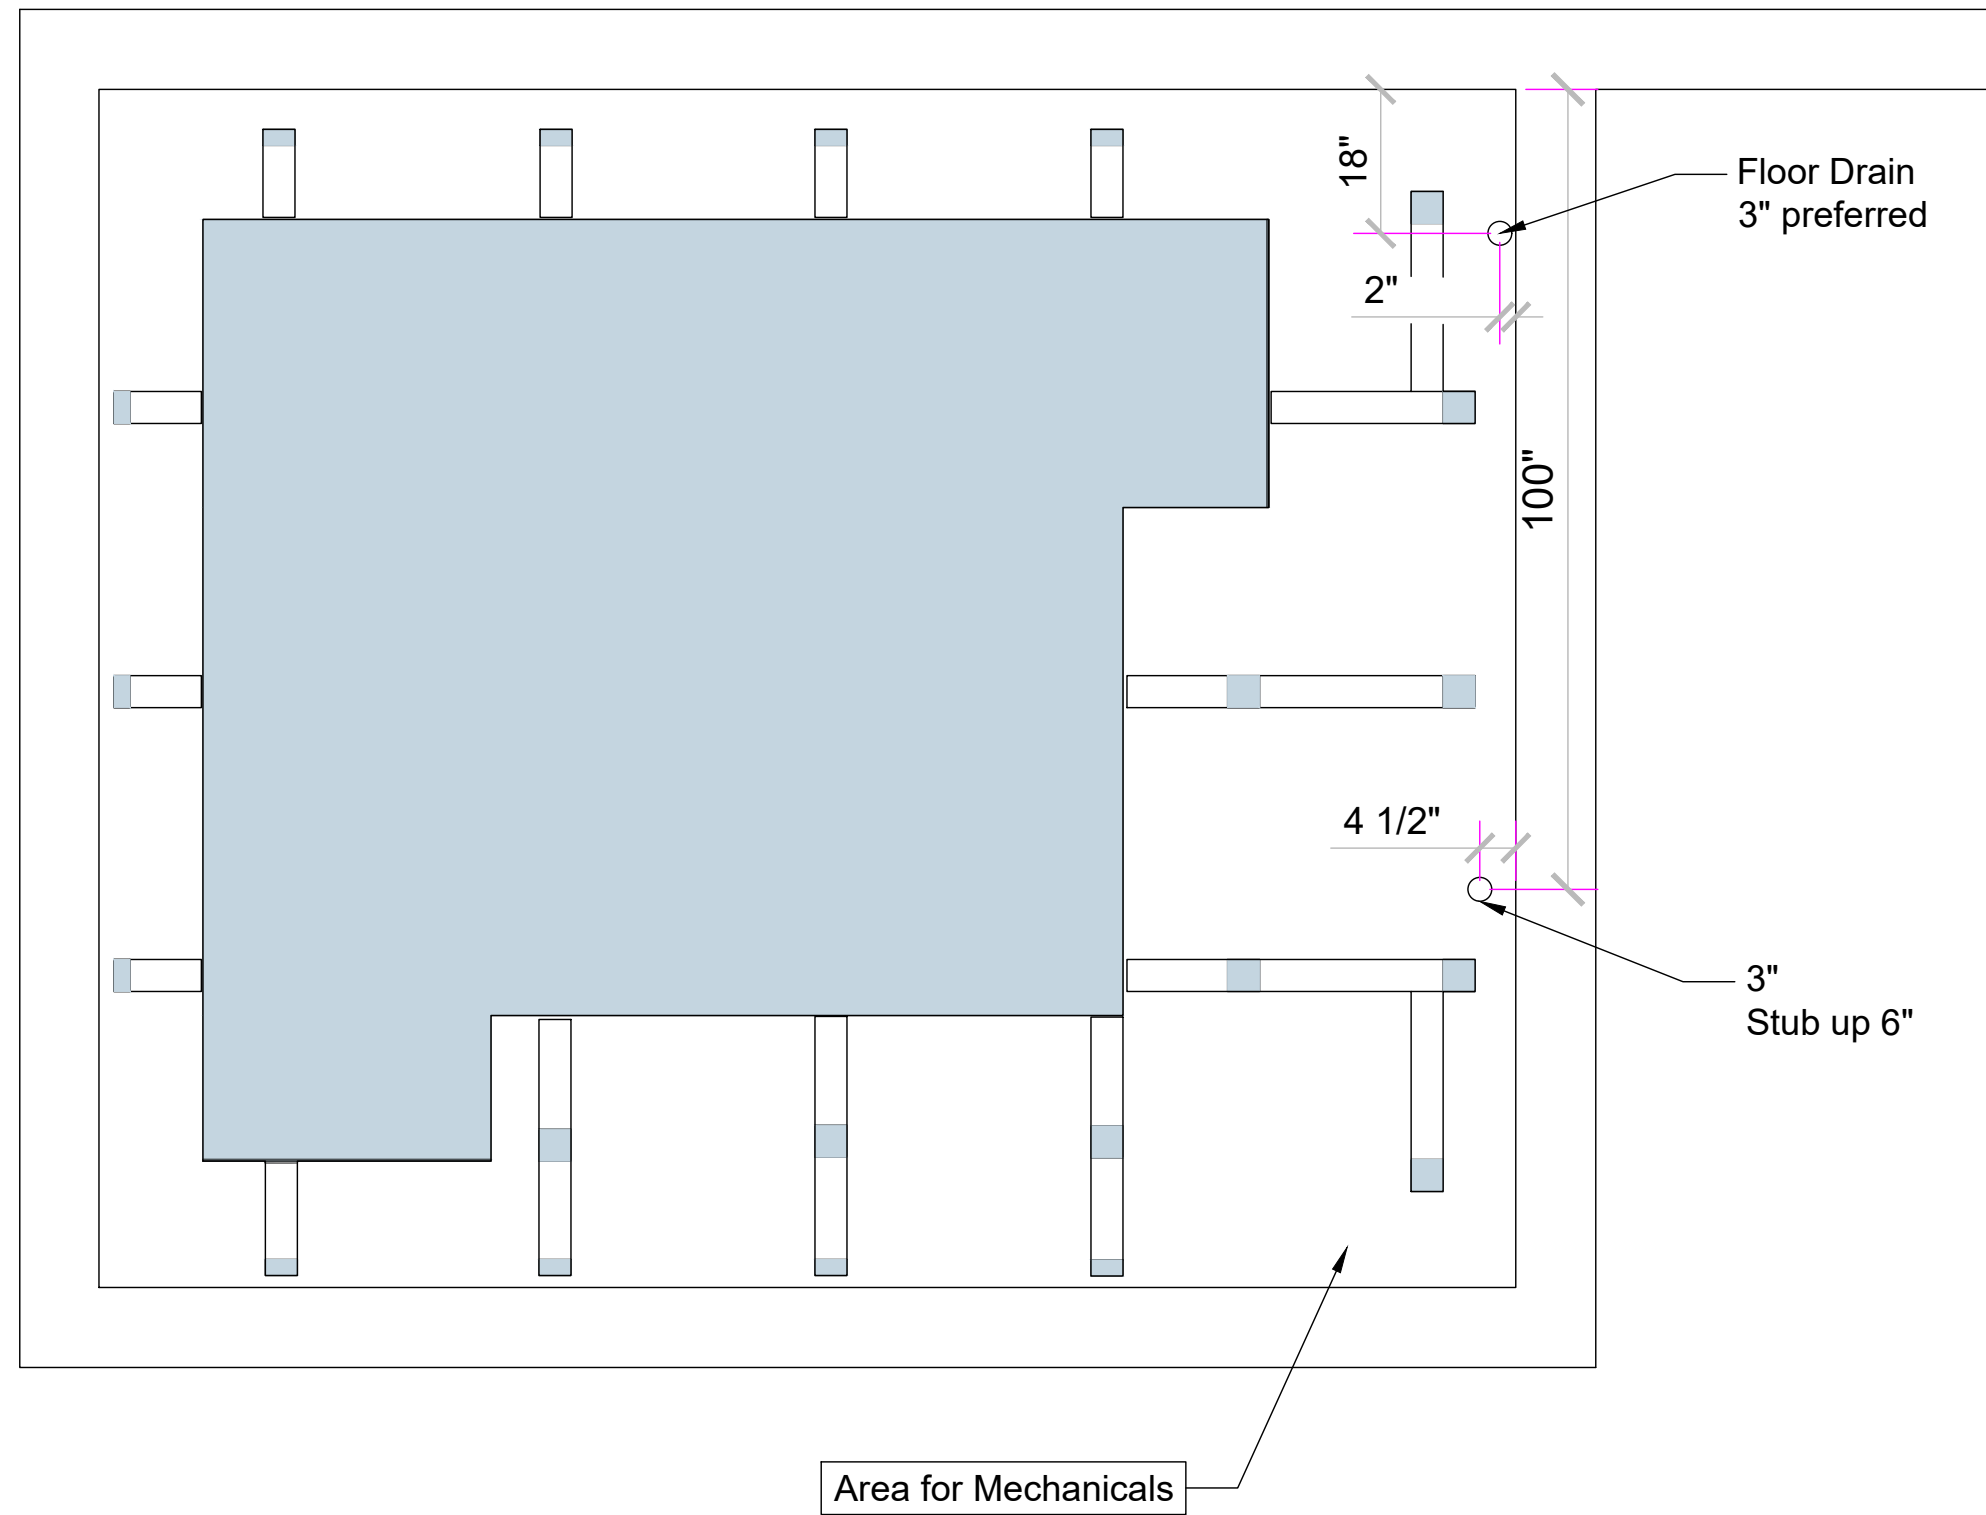 18"
Floor Drain
3" preferred
2"
100"
4 1/2"
3"
Stub up 6"
Area for Mechanicals